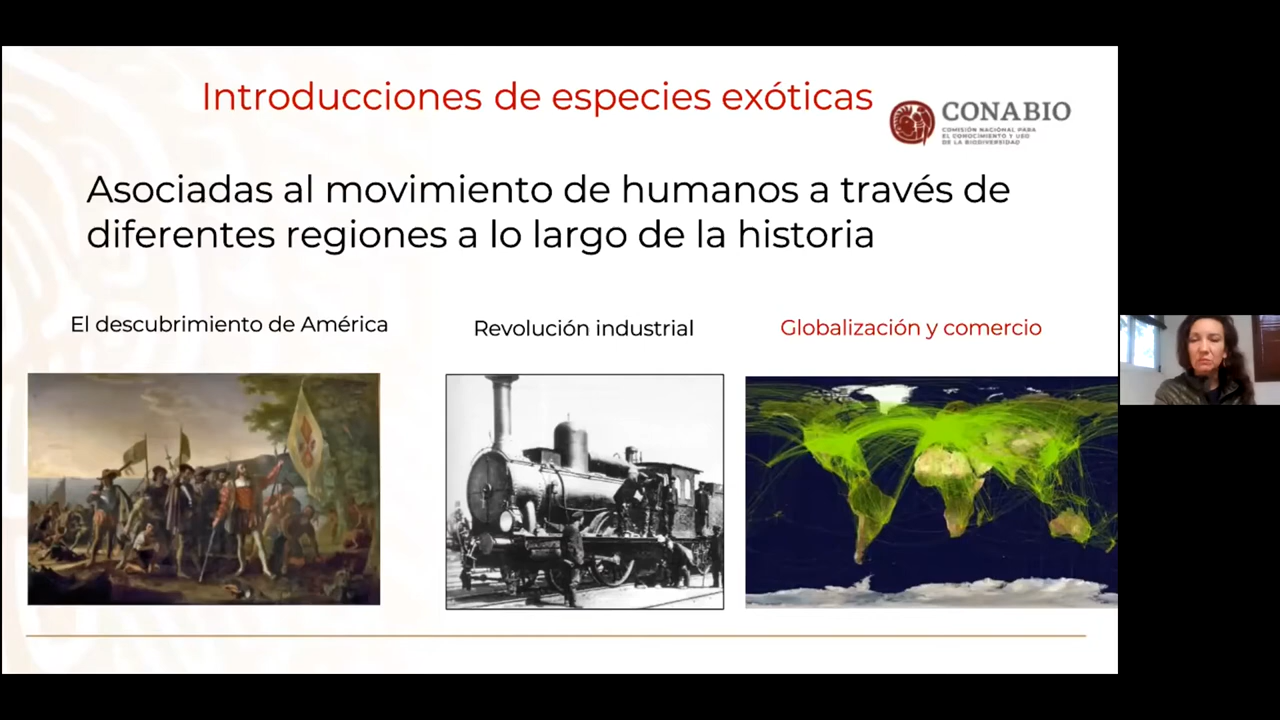 Introducciones de especies exóticas
CONABIO
COMISIÓN NACIONAL PARA
EL CONOCIMIENTO Y USO
DE LA BIODIVERSIDAD
Asociadas al movimiento de humanos a través de
diferentes regiones a lo largo de la historia
El descubrimiento de América
Revolución industrial
Globalización y comercio